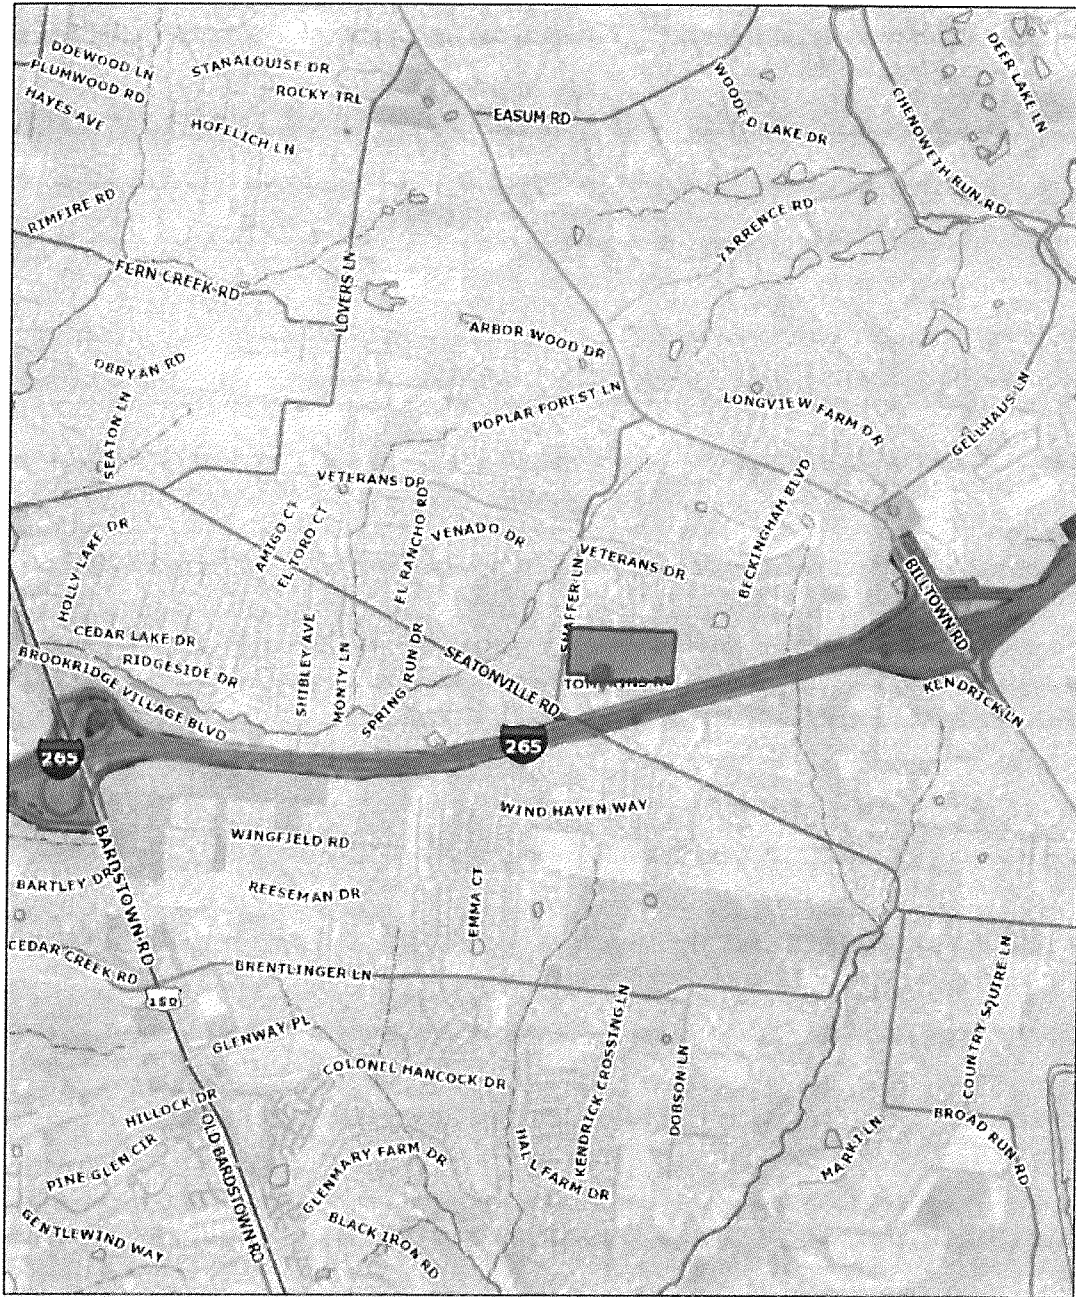 DOEWOOD LN
PLUMWOOD RD
HAYES AVE
STANALOUISE DR
ROCKY TRL
HOFELICH LN
EASUM RD
WOODED LAKE DR
CHENOWETH RUN RD
DEER LAKE LN
RIMFIRE RD
FERN CREEK RD
LOVERS LN
TARRENCE RD
ARBOR WOOD DR
OBRYAN RD
SEATON LN
POPLAR FOREST LN
LONGVIEW FARM DR
GELLHAUS LN
VETERANS DR
AMIGO CT
EL TORO CT
EL RANCHO RD
VENADO DR
VETERANS DR
BECKINGHAM BLVD
HOLLY LAKE DR
SHAFFER LN
BILLTOWN RD
CEDAR LAKE DR
RIDGESIDE DR
BROOKRIDGE VILLAGE BLVD
SHIBLEY AVE
MONTY LN
SPRING RUN DR
SEATONVILLE RD
KENDRICK LN
265
265
WIND HAVEN WAY
WINGFIELD RD
BARDSTOWN RD
BARTLEY DR
REESEMAN DR
EMMA CT
CEDAR CREEK RD
BRENTLINGER LN
150
GLENWAY PL
COLONEL HANCOCK DR
KENDRICK CROSSING LN
DOBSON LN
COUNTRY SQUIRE LN
HILLOCK DR
PINE GLEN CIR
OLD BARDSTOWN RD
GLENMARY FARM DR
HALL FARM DR
MARKI LN
BROAD RUN RD
GENTLEWIND WAY
BLACK IRON RD